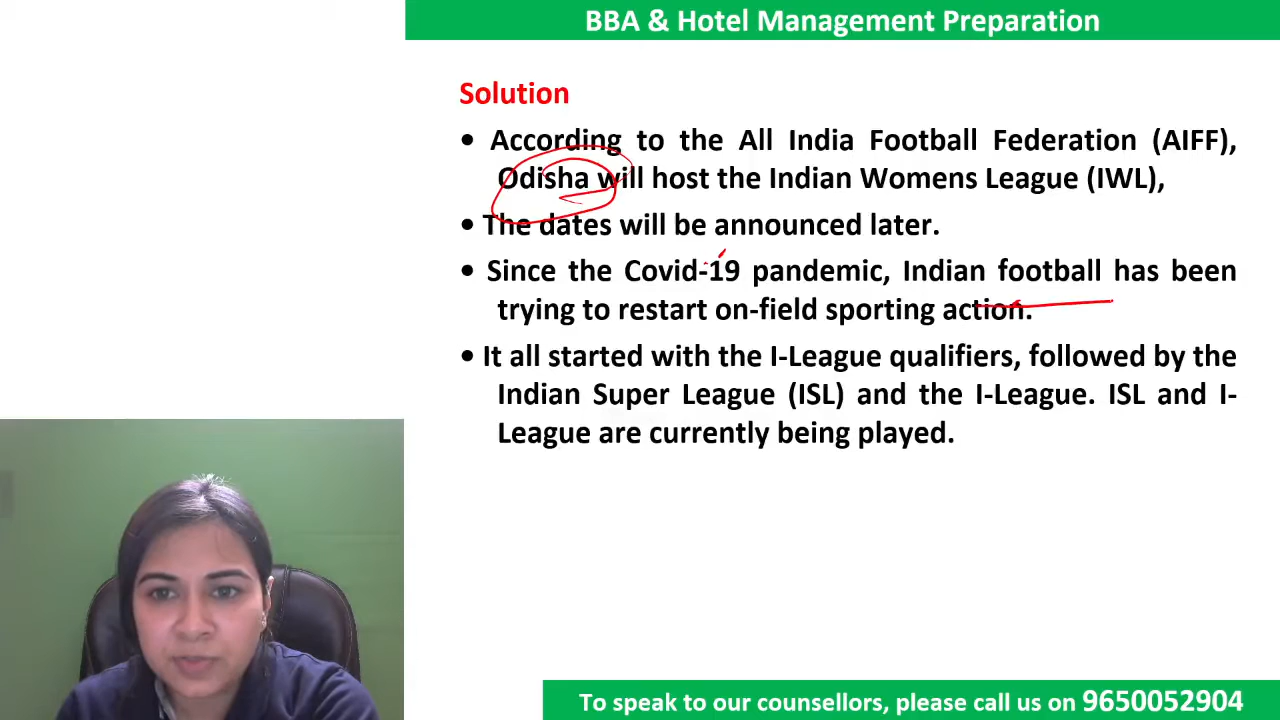 BBA & Hotel Management Preparation
Solution
• According to the All India Football Federation (AIFF),
Odisha will host the Indian Womens League (IWL),
• The dates will be announced later.
• Since the Covid-19 pandemic, Indian football has been
trying to restart on-field sporting action.
• It all started with the I-League qualifiers, followed by the
Indian Super League (ISL) and the I-League. ISL and I-
League are currently being played.
To speak to our counsellors, please call us on 9650052904